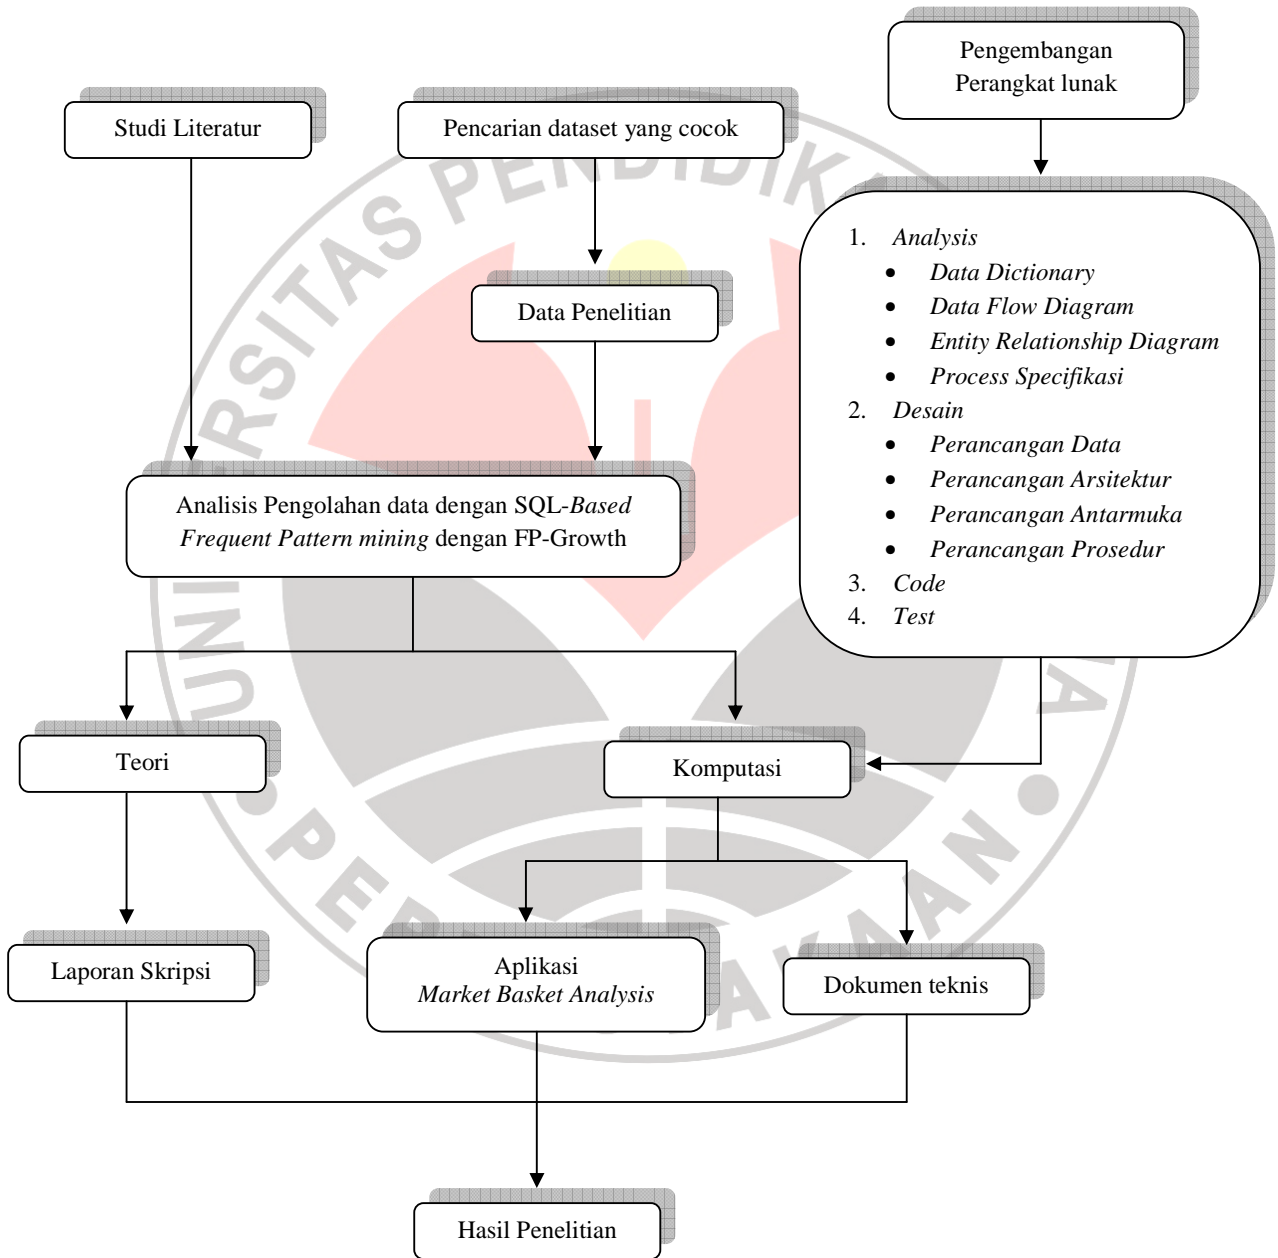 Pengembangan
Perangkat lunak
Studi Literatur
Pencarian dataset yang cocok
1. Analysis
• Data Dictionary
• Data Flow Diagram
• Entity Relationship Diagram
• Process Specifikasi
2. Desain
• Perancangan Data
• Perancangan Arsitektur
• Perancangan Antarmuka
• Perancangan Prosedur
3. Code
4. Test
Data Penelitian
Analisis Pengolahan data dengan SQL-Based
Frequent Pattern mining dengan FP-Growth
Teori
Komputasi
Laporan Skripsi
Aplikasi
Market Basket Analysis
Dokumen teknis
Hasil Penelitian